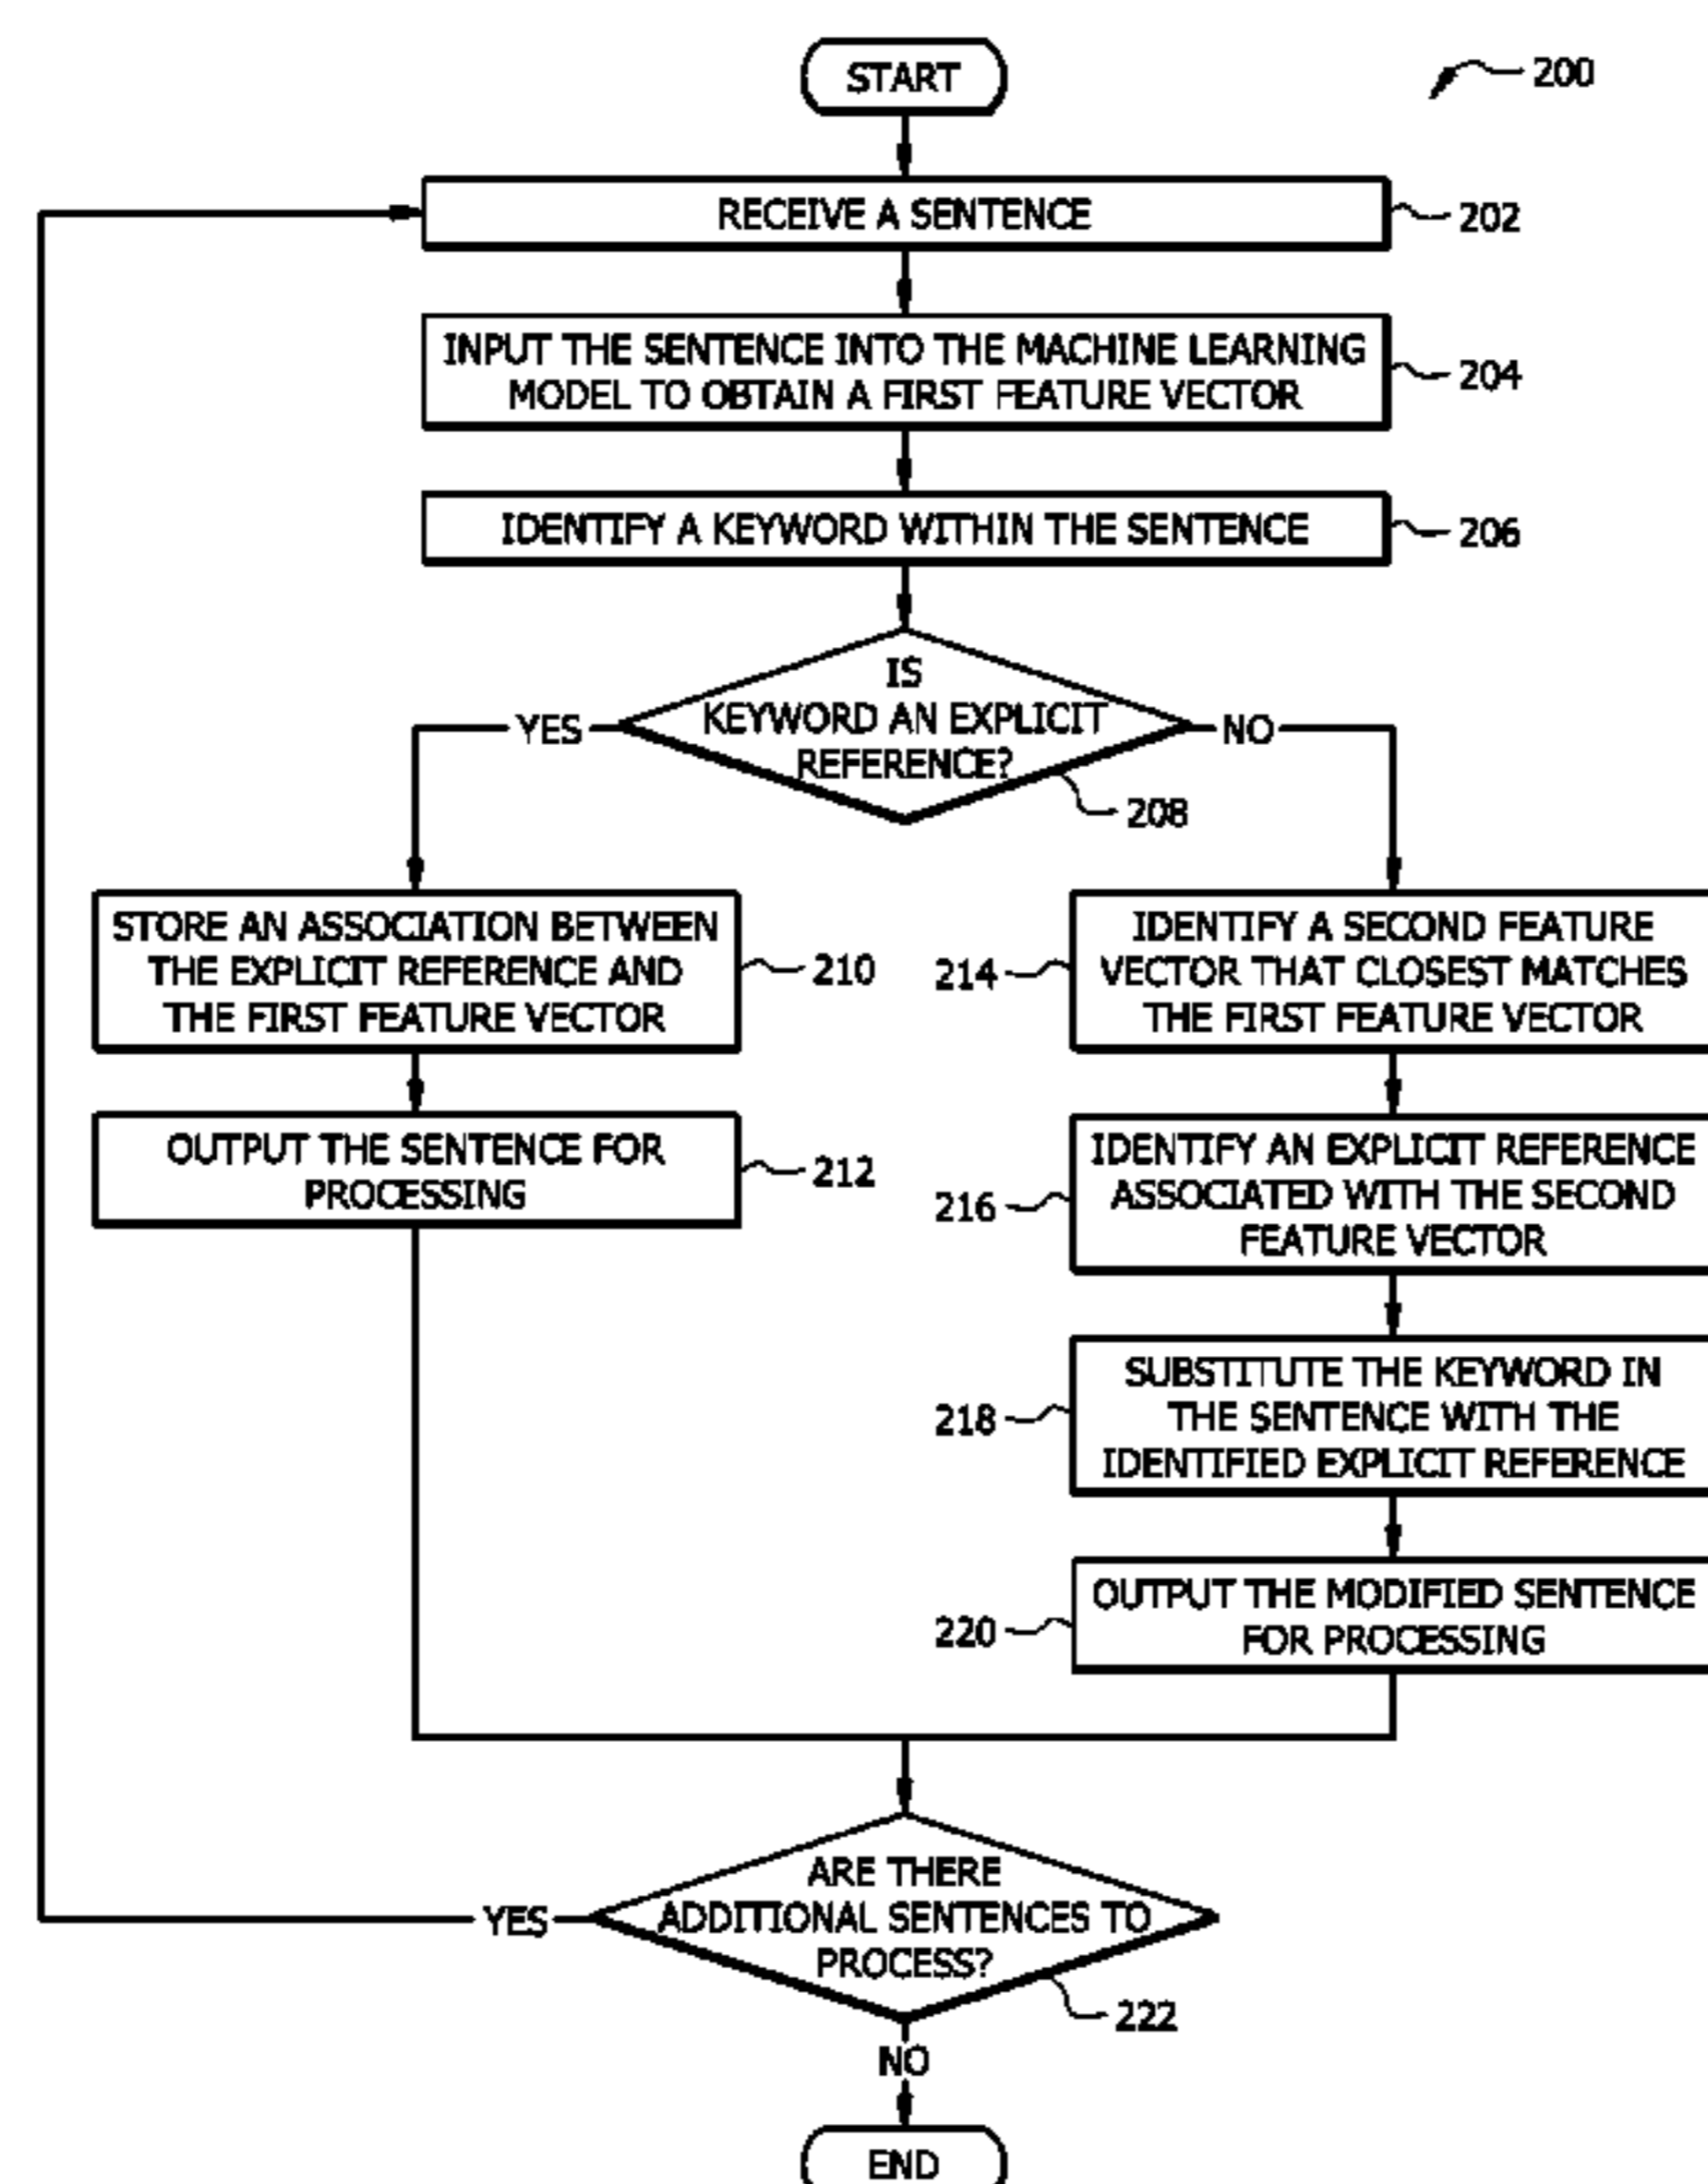 START
200
RECEIVE A SENTENCE
202
INPUT THE SENTENCE INTO THE MACHINE LEARNING
MODEL TO OBTAIN A FIRST FEATURE VECTOR
204
IDENTIFY A KEYWORD WITHIN THE SENTENCE
206
IS
KEYWORD AN EXPLICIT
REFERENCE?
208
YES
NO
STORE AN ASSOCIATION BETWEEN
THE EXPLICIT REFERENCE AND
THE FIRST FEATURE VECTOR
210
OUTPUT THE SENTENCE FOR
PROCESSING
212
IDENTIFY A SECOND FEATURE
VECTOR THAT CLOSEST MATCHES
THE FIRST FEATURE VECTOR
214
IDENTIFY AN EXPLICIT REFERENCE
ASSOCIATED WITH THE SECOND
FEATURE VECTOR
216
SUBSTITUTE THE KEYWORD IN
THE SENTENCE WITH THE
IDENTIFIED EXPLICIT REFERENCE
218
OUTPUT THE MODIFIED SENTENCE
FOR PROCESSING
220
ARE THERE
ADDITIONAL SENTENCES TO
PROCESS?
222
YES
NO
END